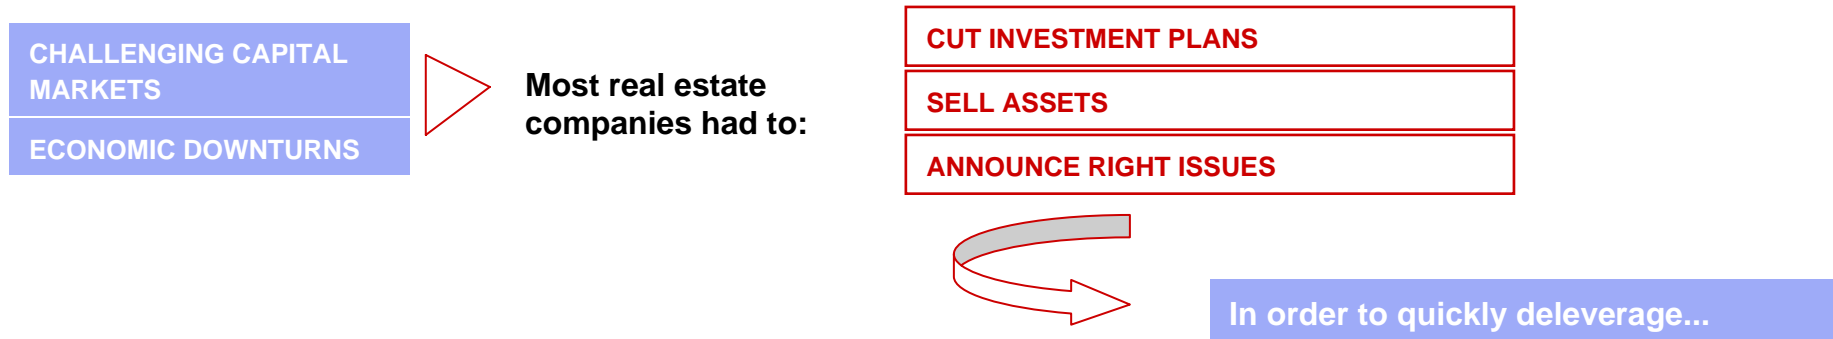 CHALLENGING CAPITAL
MARKETS
ECONOMIC DOWNTURNS
Most real estate
companies had to:
CUT INVESTMENT PLANS
SELL ASSETS
ANNOUNCE RIGHT ISSUES
In order to quickly deleverage...